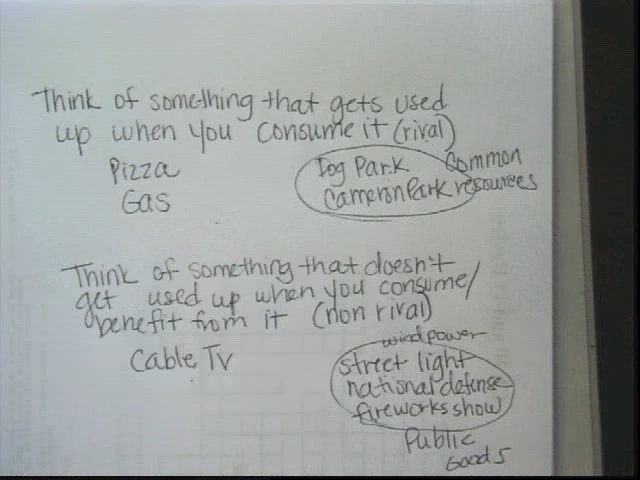 Think of something that gets used
up when you consume it (rival)
Pizza
Gas
Dog Park
Cameron Park
common
resources
Think of something that doesn't
get used up when you consume/
benefit from it (non rival)
Cable Tv
wind power
street light
national defense
fireworks show
Public
Goods